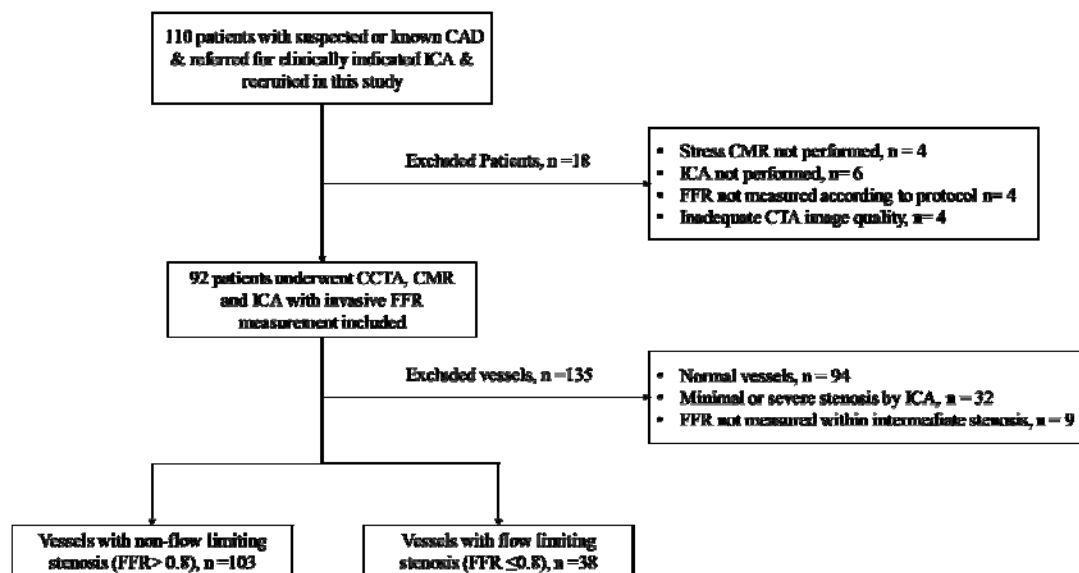 110 patients with suspected or known CAD
& referred for clinically indicated ICA &
recruited in this study
Excluded Patients, n =18
• Stress CMR not performed, n = 4
• ICA not performed, n= 6
• FFR not measured according to protocol n= 4
• Inadequate CTA image quality, n= 4
92 patients underwent CCTA, CMR
and ICA with invasive FFR
measurement included
Excluded vessels, n =135
• Normal vessels, n = 94
• Minimal or severe stenosis by ICA, n = 32
• FFR not measured within intermediate stenosis, n = 9
Vessels with non-flow limiting
stenosis (FFR> 0.8), n =103
Vessels with flow limiting
stenosis (FFR ≤0.8), n =38